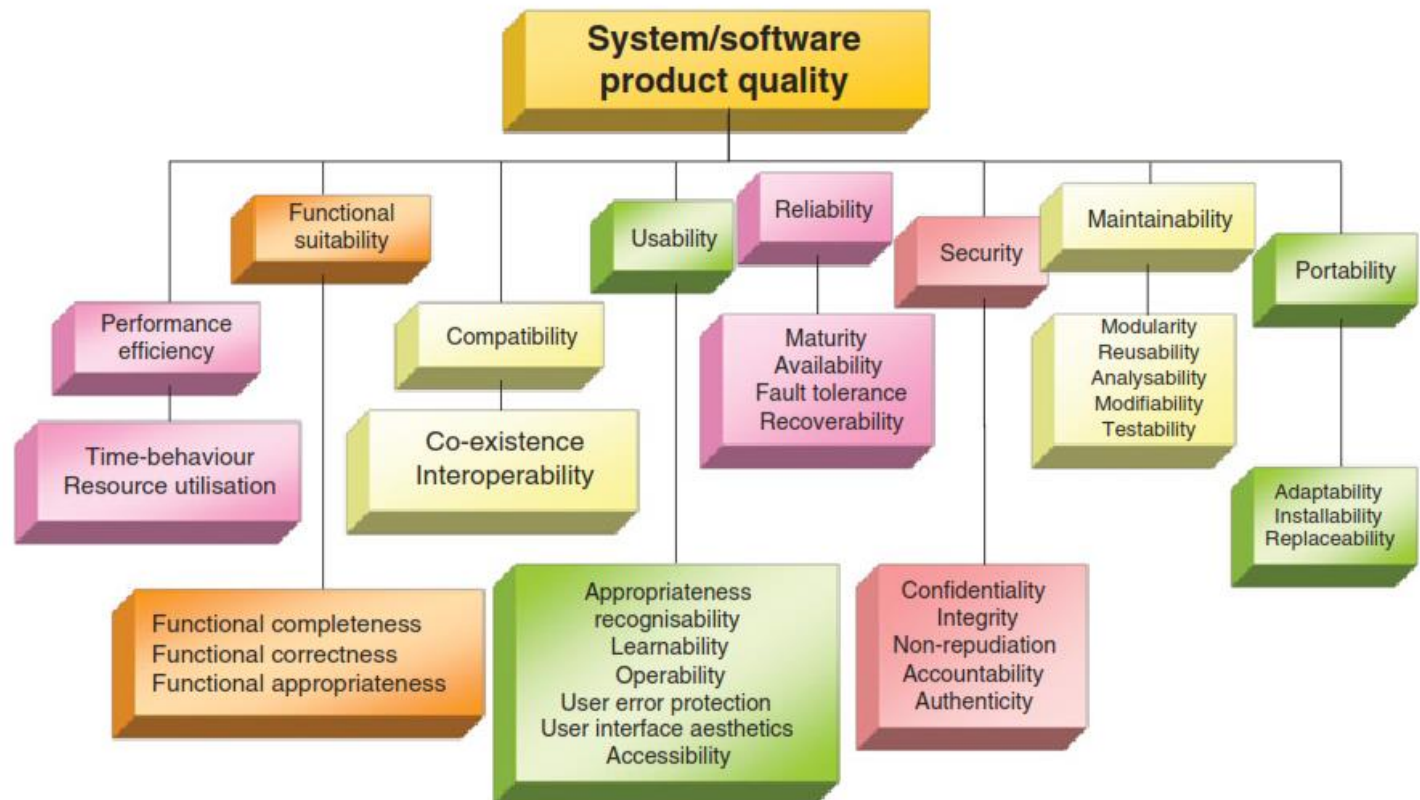 System/software
product quality
Functional
suitability
Usability
Reliability
Security
Maintainability
Portability
Performance
efficiency
Compatibility
Time-behaviour
Resource utilisation
Co-existence
Interoperability
Maturity
Availability
Fault tolerance
Recoverability
Modularity
Reusability
Analysability
Modifiability
Testability
Adaptability
Installability
Replaceability
Functional completeness
Functional correctness
Functional appropriateness
Appropriateness
recognisability
Learnability
Operability
User error protection
User interface aesthetics
Accessibility
Confidentiality
Integrity
Non-repudiation
Accountability
Authenticity